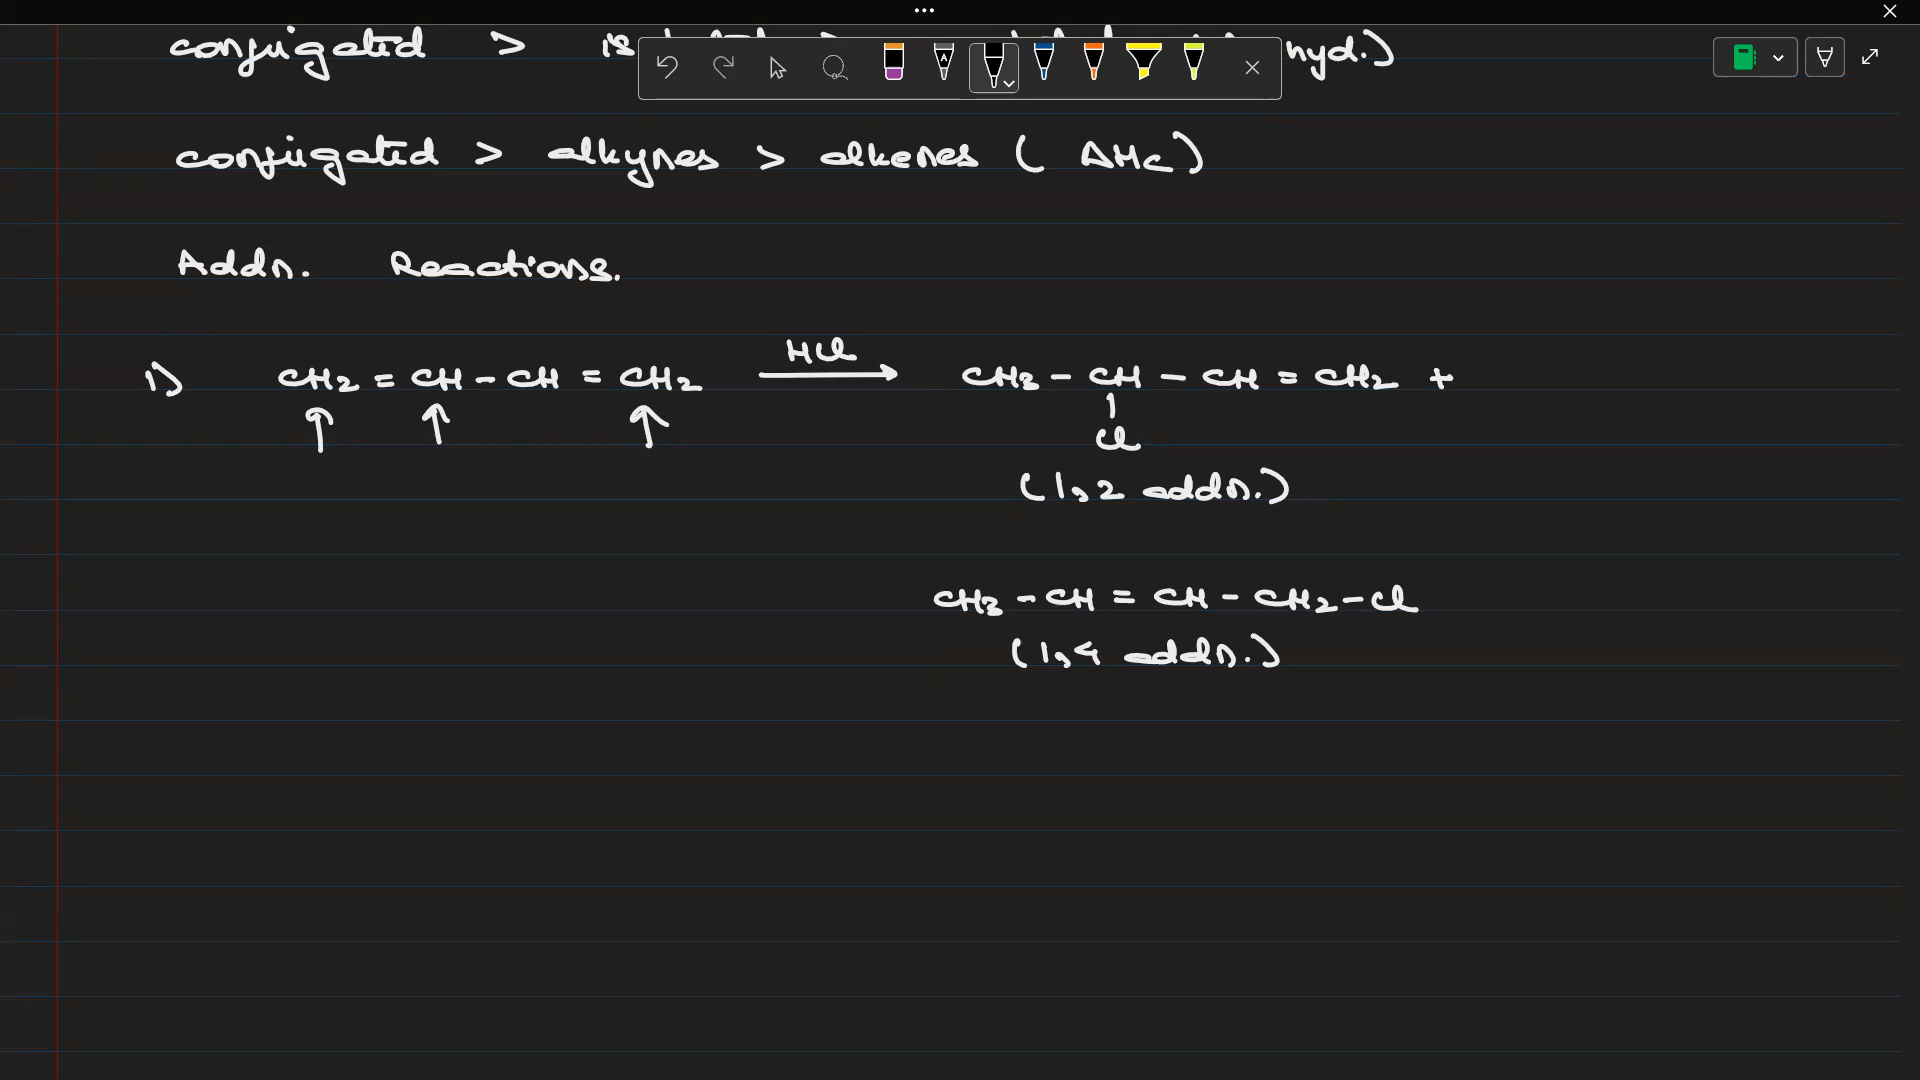 conjugated > hyd.)
conjugated > alkynes > alkenes ( ΔHc)
Addn. Reactions.
1) CH2 = CH - CH = CH2 HCl → CH3 - CH - CH = CH2 +
↑ ↑ ↑ |
Cl
(1,2 addn.)
CH3 - CH = CH - CH2 - Cl
(1,4 addn.)